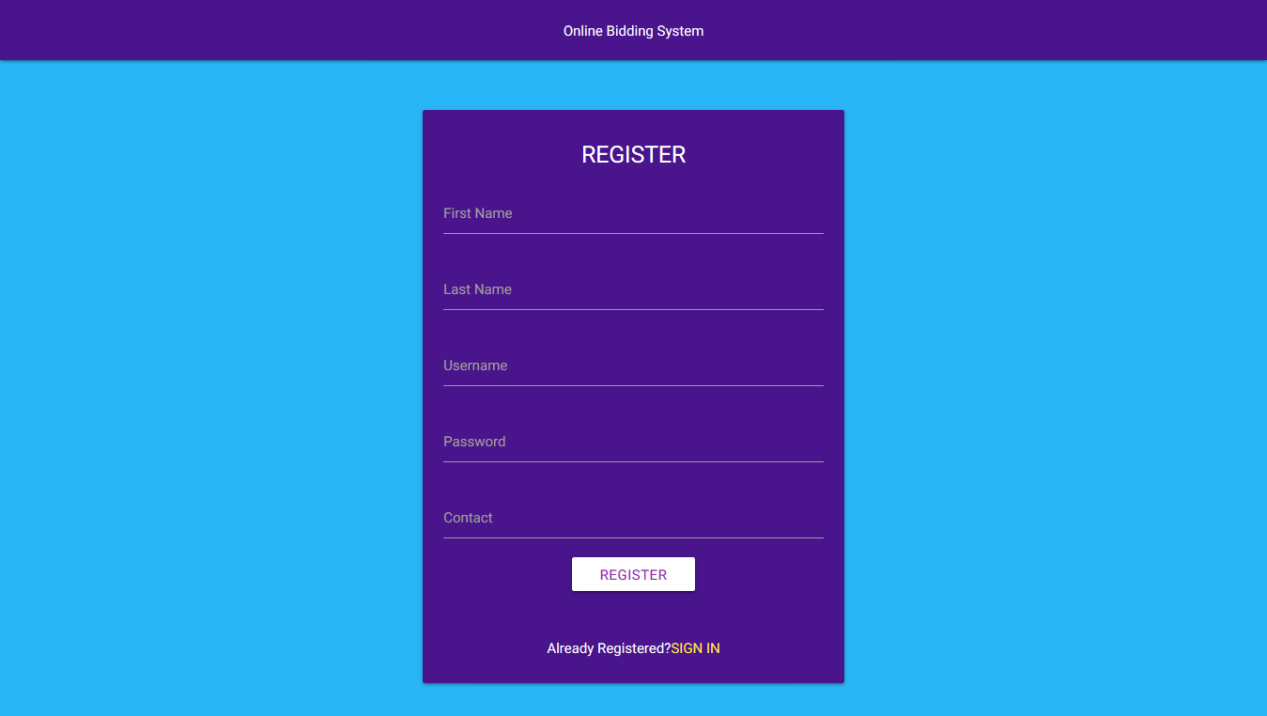 Online Bidding System
REGISTER
First Name
Last Name
Username
Password
Contact
REGISTER
Already Registered?SIGN IN